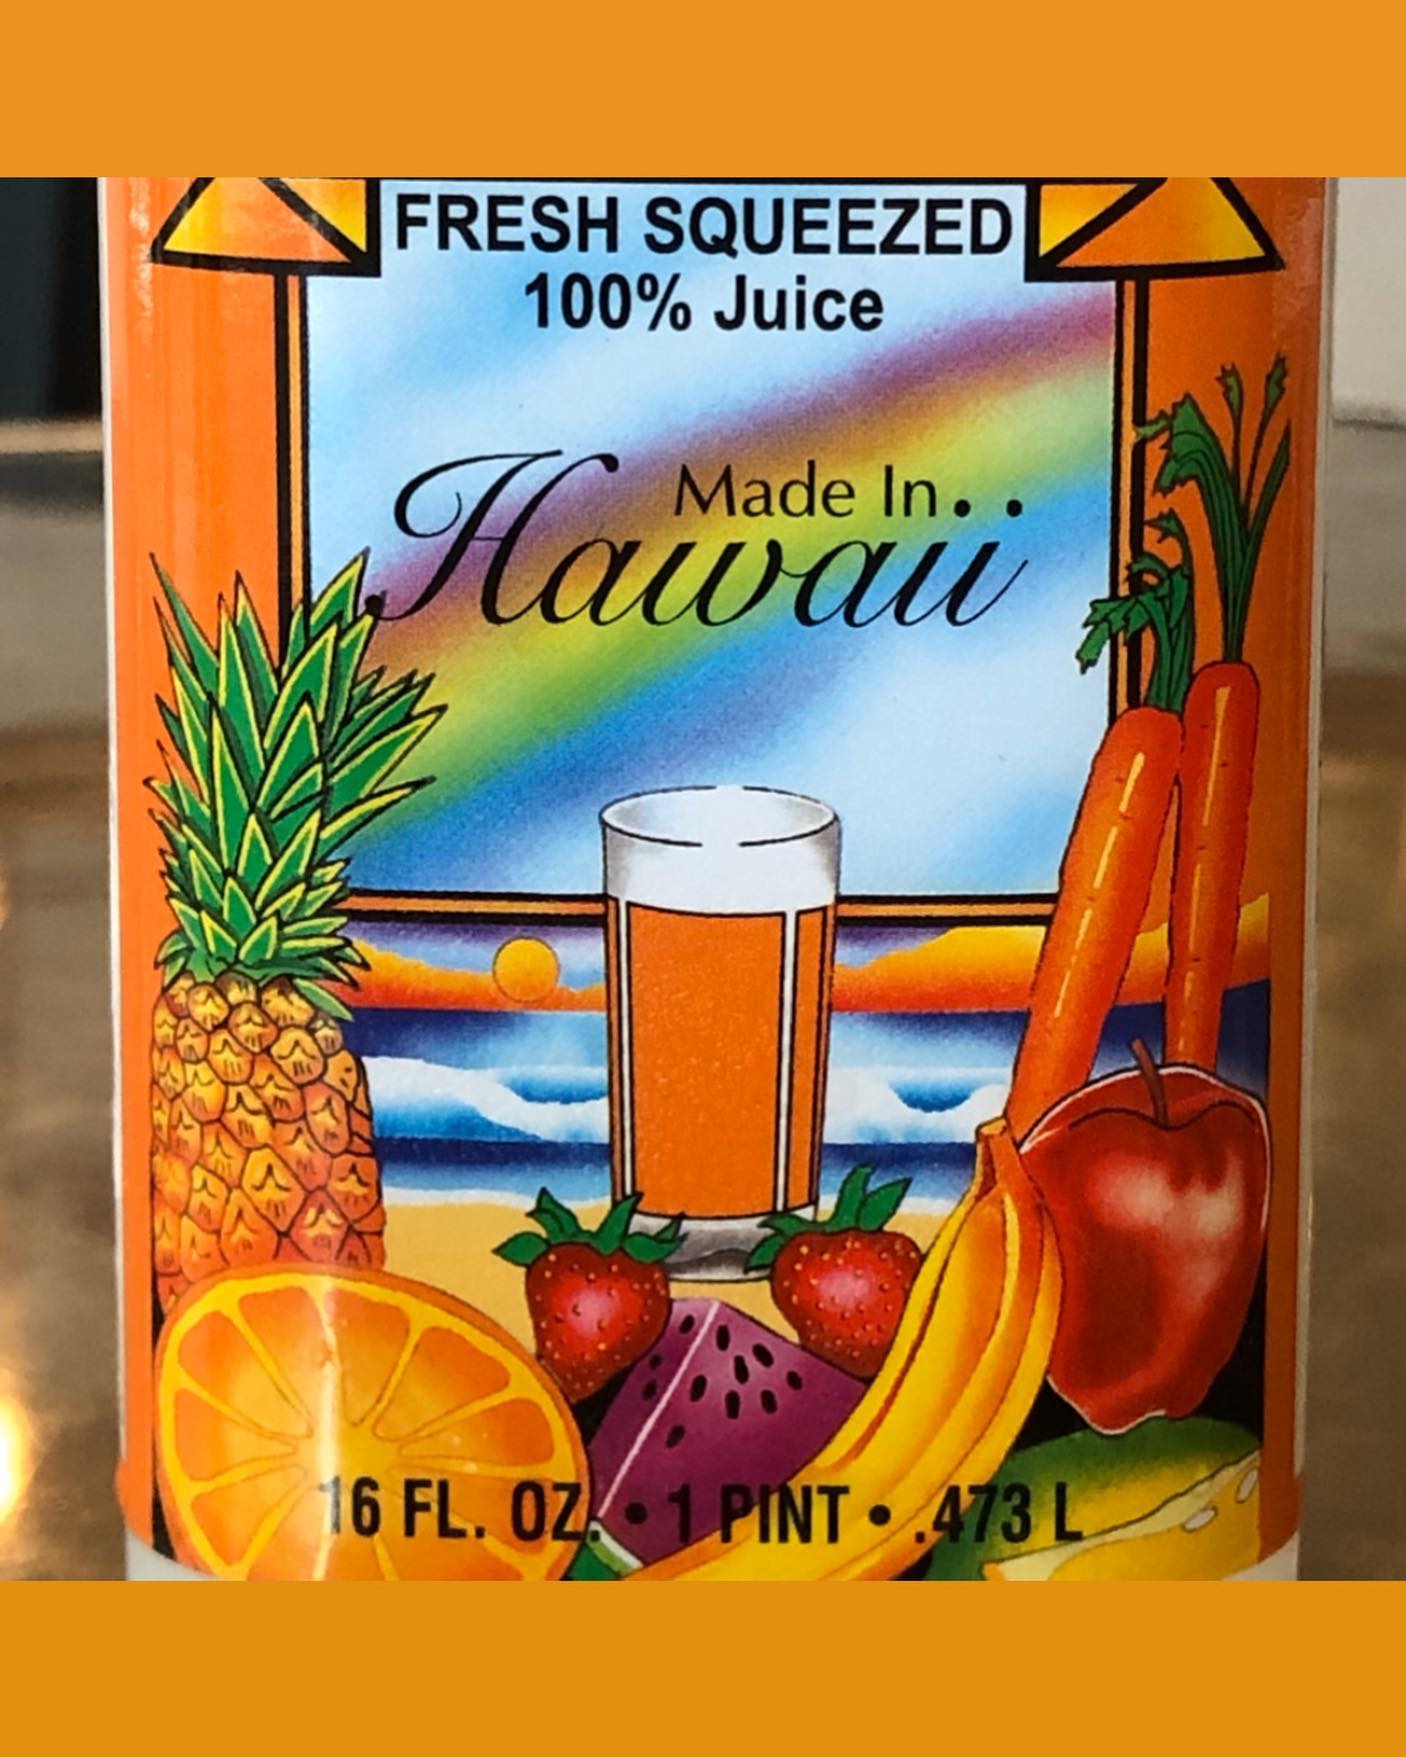 FRESH SQUEEZED
100% Juice
Made In..
Hawaii
16 FL. OZ. • 1 PINT • .473 L